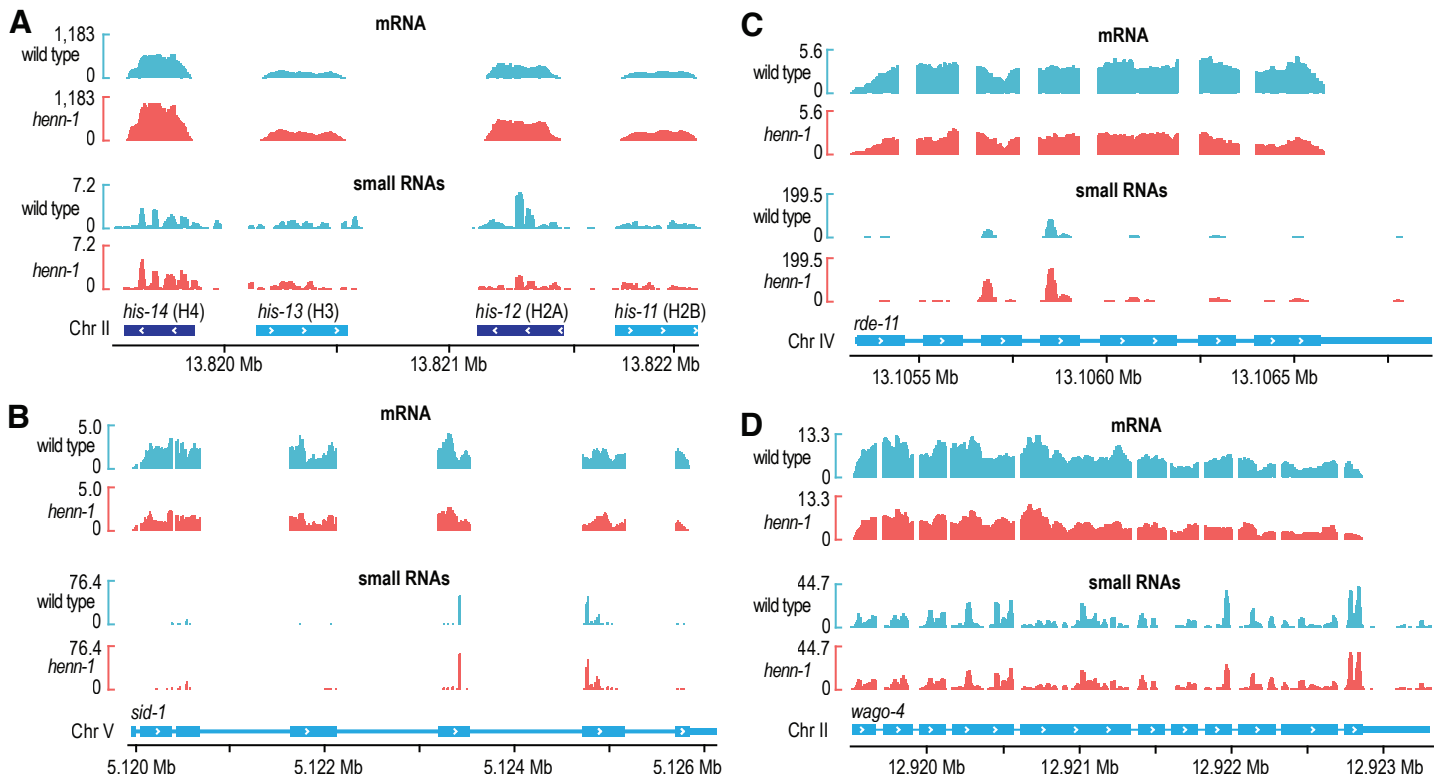 A
mRNA
1,183
wild type
0
1,183
henn-1
0
small RNAs
7.2
wild type
0
7.2
henn-1
0
his-14 (H4) his-13 (H3) his-12 (H2A) his-11 (H2B)
Chr II
13.820 Mb 13.821 Mb 13.822 Mb
B
mRNA
5.0
wild type
0
5.0
henn-1
0
small RNAs
76.4
wild type
0
76.4
henn-1
0
sid-1
Chr V
5.120 Mb 5.122 Mb 5.124 Mb 5.126 Mb
C
mRNA
5.6
wild type
0
5.6
henn-1
0
small RNAs
199.5
wild type
0
199.5
henn-1
0
rde-11
Chr IV
13.1055 Mb 13.1060 Mb 13.1065 Mb
D
mRNA
13.3
wild type
0
13.3
henn-1
0
small RNAs
44.7
wild type
0
44.7
henn-1
0
wago-4
Chr II
12.920 Mb 12.921 Mb 12.922 Mb 12.923 Mb